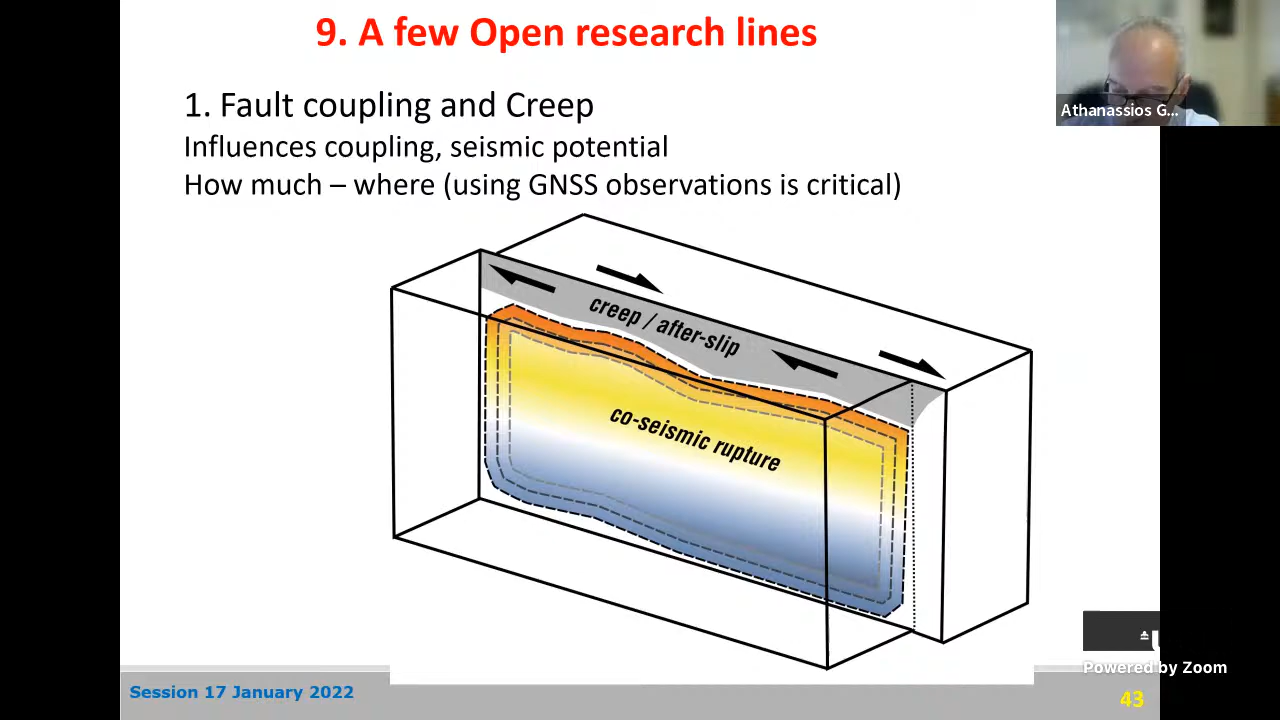 9. A few Open research lines
Athanassios G...
1. Fault coupling and Creep
Influences coupling, seismic potential
How much – where (using GNSS observations is critical)
creep / after-slip
co-seismic rupture
Powered by Zoom
Session 17 January 2022
43